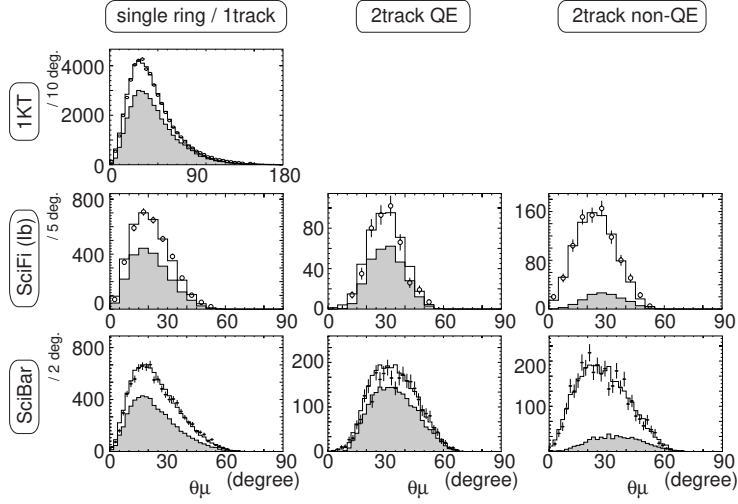 single ring / 1track
2track QE
2track non-QE
1KT
/ 10 deg.
4000
2000
0
0 90 180
SciFi (Ib)
/ 5 deg.
800
400
0
0 30 60 90
80
40
0
0 30 60 90
160
80
0
0 30 60 90
SciBar
/ 2 deg.
800
400
0
0 30 60 90
200
100
0
0 30 60 90
200
100
0
0 30 60 90
θμ (degree)
θμ (degree)
θμ (degree)